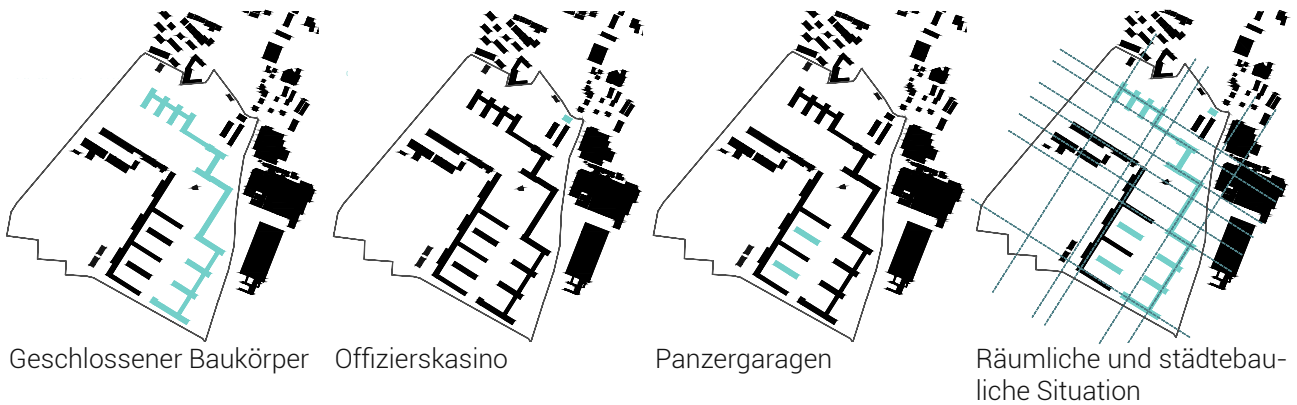 Geschlossener Baukörper
Offizierskasino
Panzergaragen
Räumliche und städtebau-
liche Situation